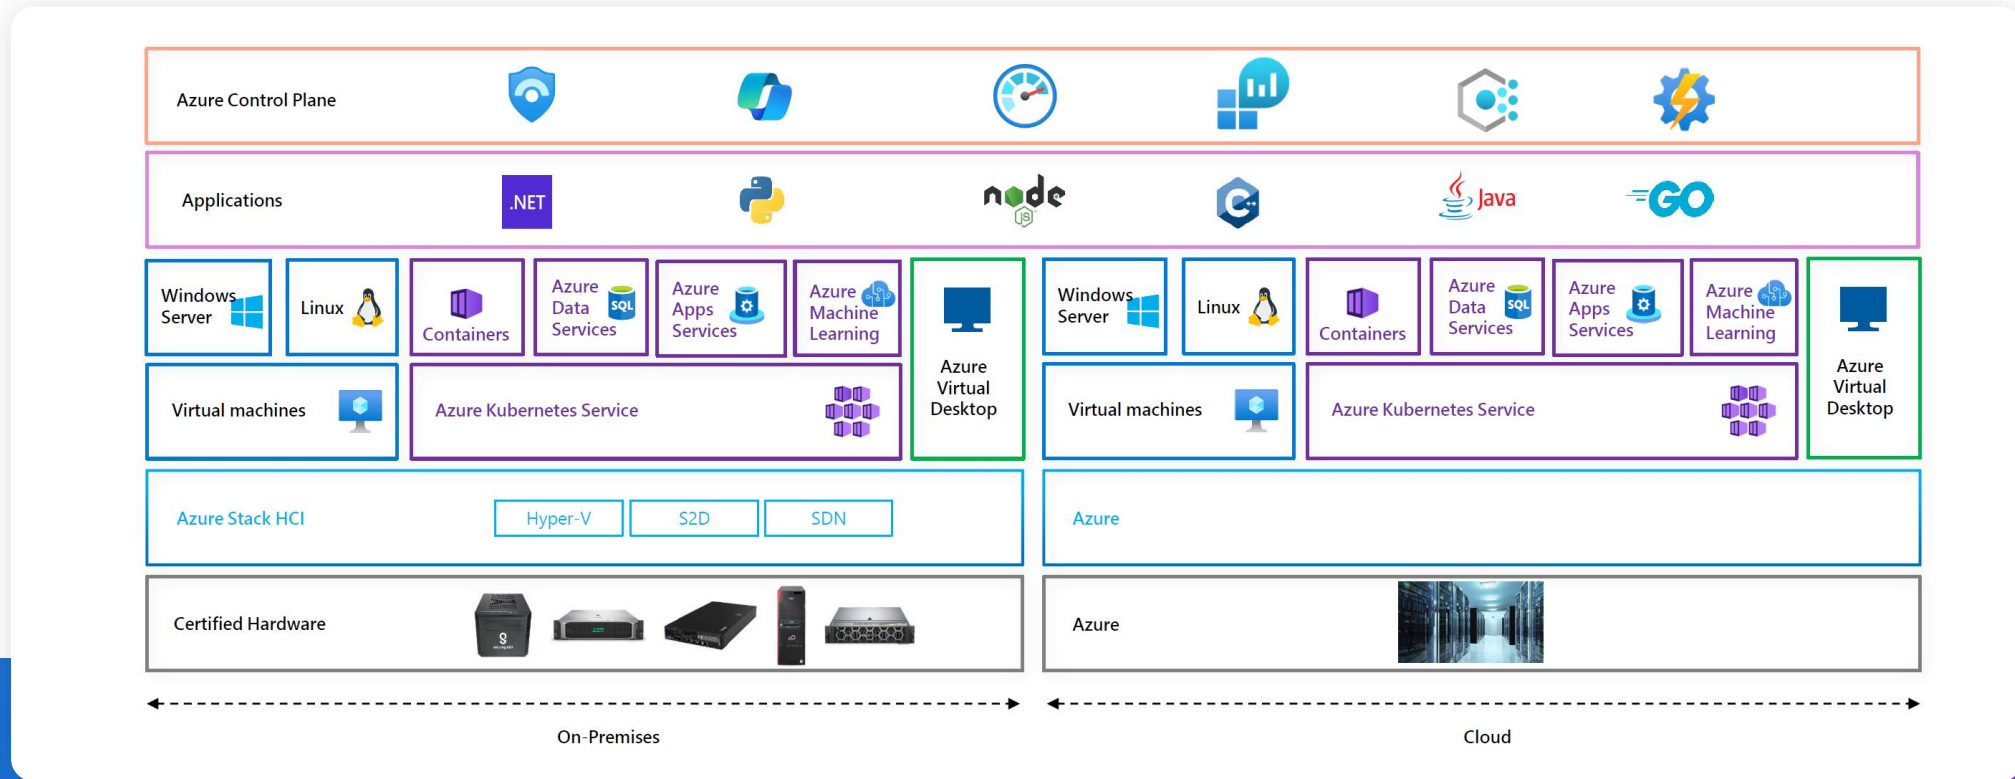 Azure Control Plane
Applications
.NET
node
JS
C++
Java
GO
Windows
Server
Linux
Containers
Azure
Data
Services
SQL
Azure
Apps
Services
Azure
Machine
Learning
Azure
Virtual
Desktop
Windows
Server
Linux
Containers
Azure
Data
Services
SQL
Azure
Apps
Services
Azure
Machine
Learning
Azure
Virtual
Desktop
Virtual machines
Azure Kubernetes Service
Virtual machines
Azure Kubernetes Service
Azure Stack HCI
Hyper-V
S2D
SDN
Azure
Certified Hardware
Azure
On-Premises
Cloud